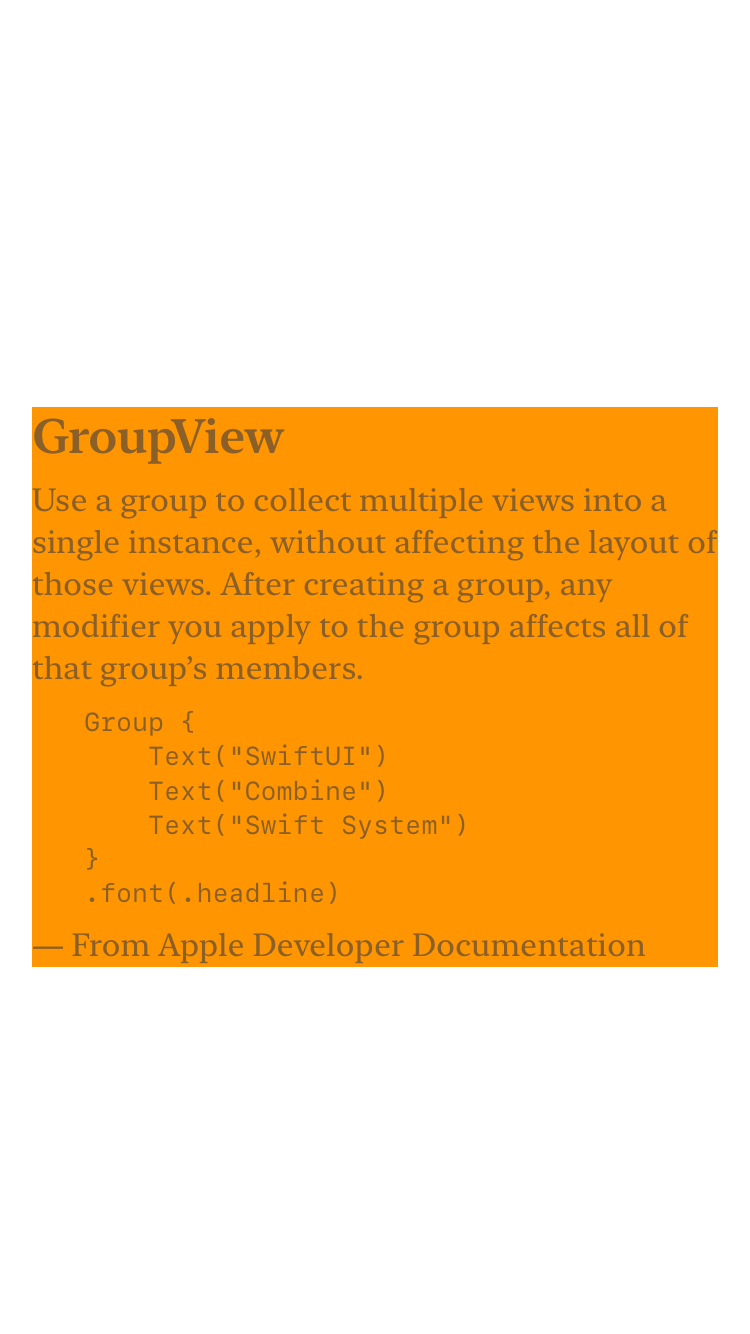 GroupView
Use a group to collect multiple views into a
single instance, without affecting the layout of
those views. After creating a group, any
modifier you apply to the group affects all of
that group’s members.
Group {
    Text("SwiftUI")
    Text("Combine")
    Text("Swift System")
}
.font(.headline)
— From Apple Developer Documentation